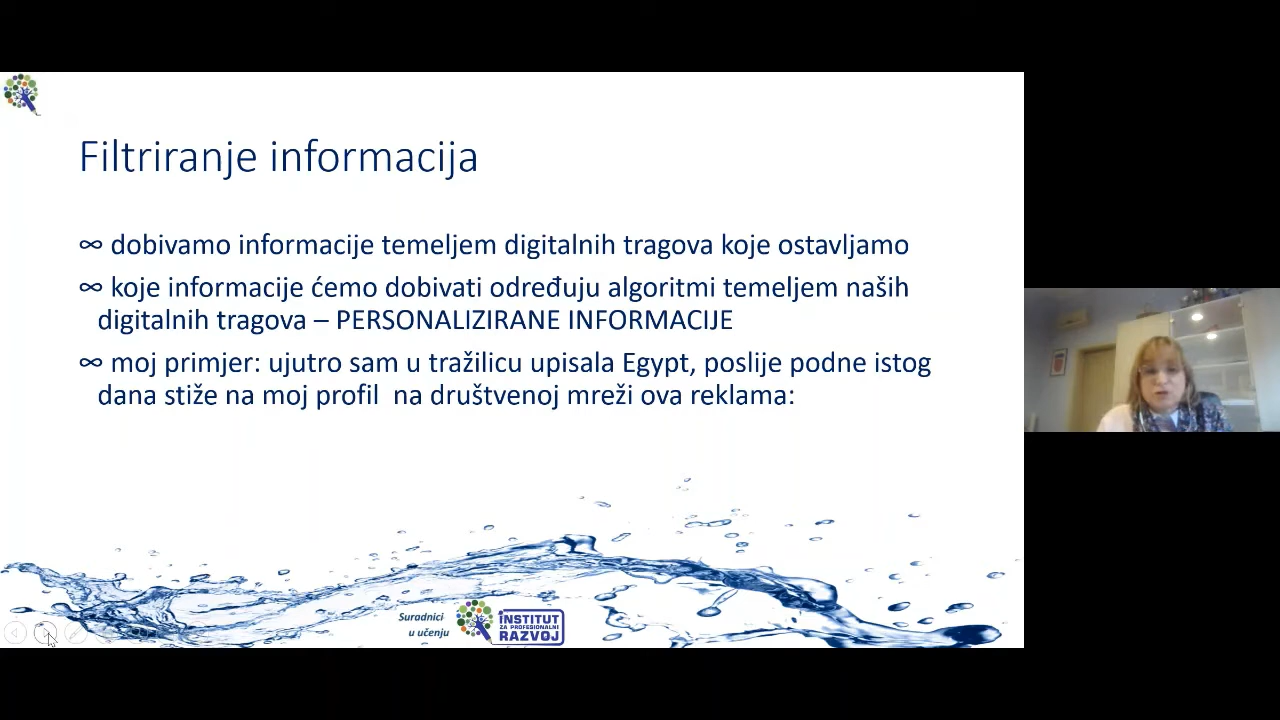 Filtriranje informacija
∞ dobivamo informacije temeljem digitalnih tragova koje ostavljamo
∞ koje informacije ćemo dobivati određuju algoritmi temeljem naših
digitalnih tragova – PERSONALIZIRANE INFORMACIJE
∞ moj primjer: ujutro sam u tražilicu upisala Egypt, poslije podne istog
dana stiže na moj profil na društvenoj mreži ova reklama:
Suradnici
u učenju
INSTITUT
ZA PROFESIONALNI
RAZVOJ